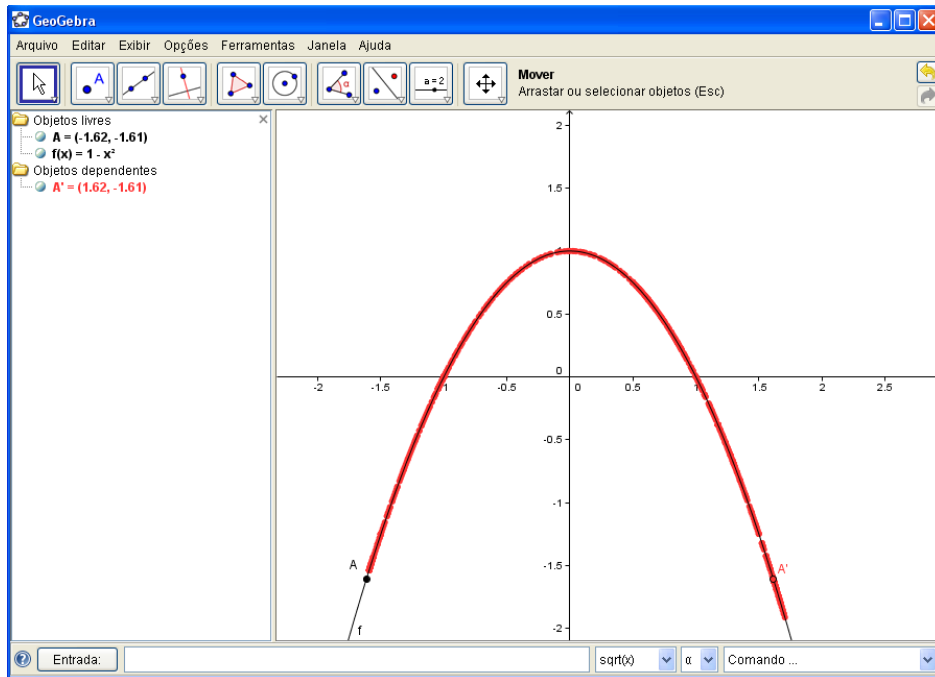 GeoGebra
Arquivo Editar Exibir Opções Ferramentas Janela Ajuda
A
α
a = 2
Mover
Arrastar ou selecionar objetos (Esc)
Objetos livres
A = (-1.62, -1.61)
f(x) = 1 - x²
Objetos dependentes
A' = (1.62, -1.61)
2
1.5
1
0.5
0
-2 -1.5 -1 -0.5 0 0.5 1 1.5 2 2.5
-0.5
-1
-1.5
A A'
-2
f
Entrada: sqrt(x) α Comando ...